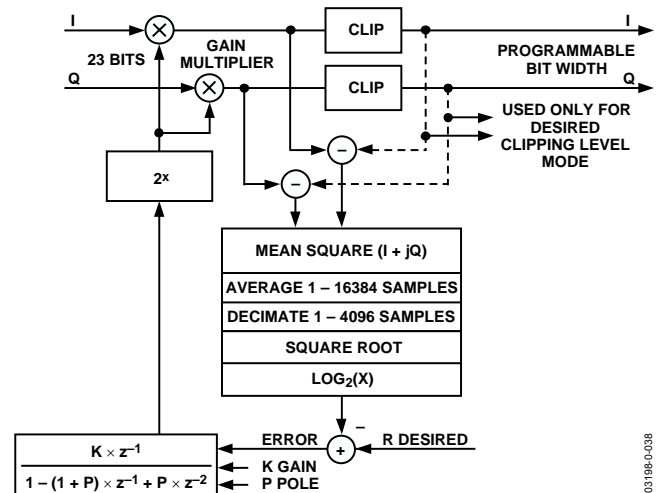 I
CLIP
I
23 BITS
GAIN
MULTIPLIER
PROGRAMMABLE
BIT WIDTH
Q
CLIP
Q
USED ONLY FOR
DESIRED
CLIPPING LEVEL
MODE
×
×
–
–
2ˣ
MEAN SQUARE (I + jQ)
AVERAGE 1 – 16384 SAMPLES
DECIMATE 1 – 4096 SAMPLES
SQUARE ROOT
LOG₂(X)
–
+
ERROR
R DESIRED
K × z⁻¹
1 – (1 + P) × z⁻¹ + P × z⁻²
K GAIN
P POLE
03198-0-038